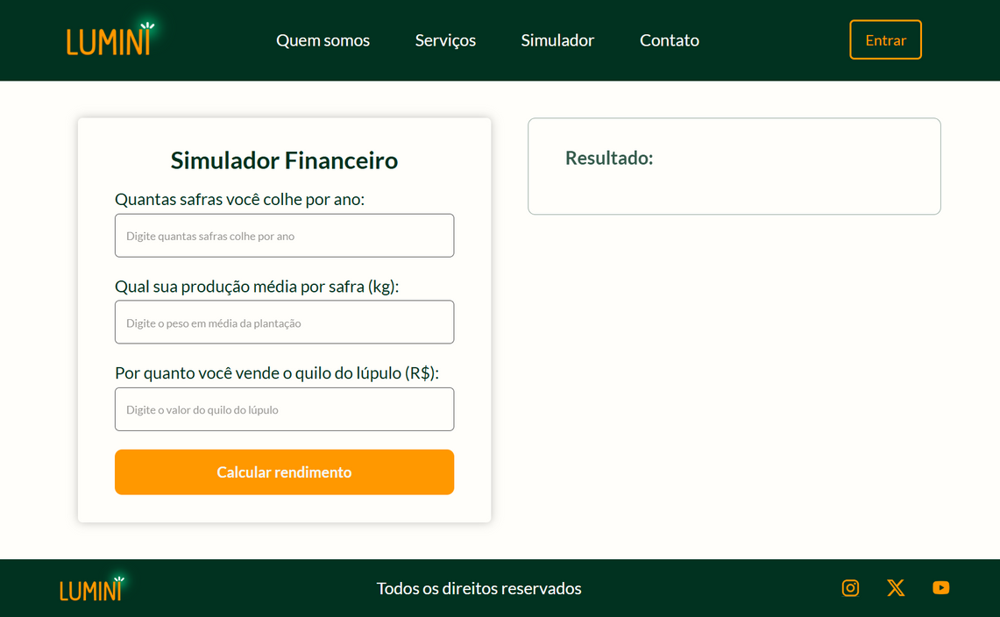 LUMINI
Quem somos
Serviços
Simulador
Contato
Entrar
Simulador Financeiro
Quantas safras você colhe por ano:
Digite quantas safras colhe por ano
Qual sua produção média por safra (kg):
Digite o peso em média da plantação
Por quanto você vende o quilo do lúpulo (R$):
Digite o valor do quilo do lúpulo
Calcular rendimento
Resultado:
LUMINI
Todos os direitos reservados